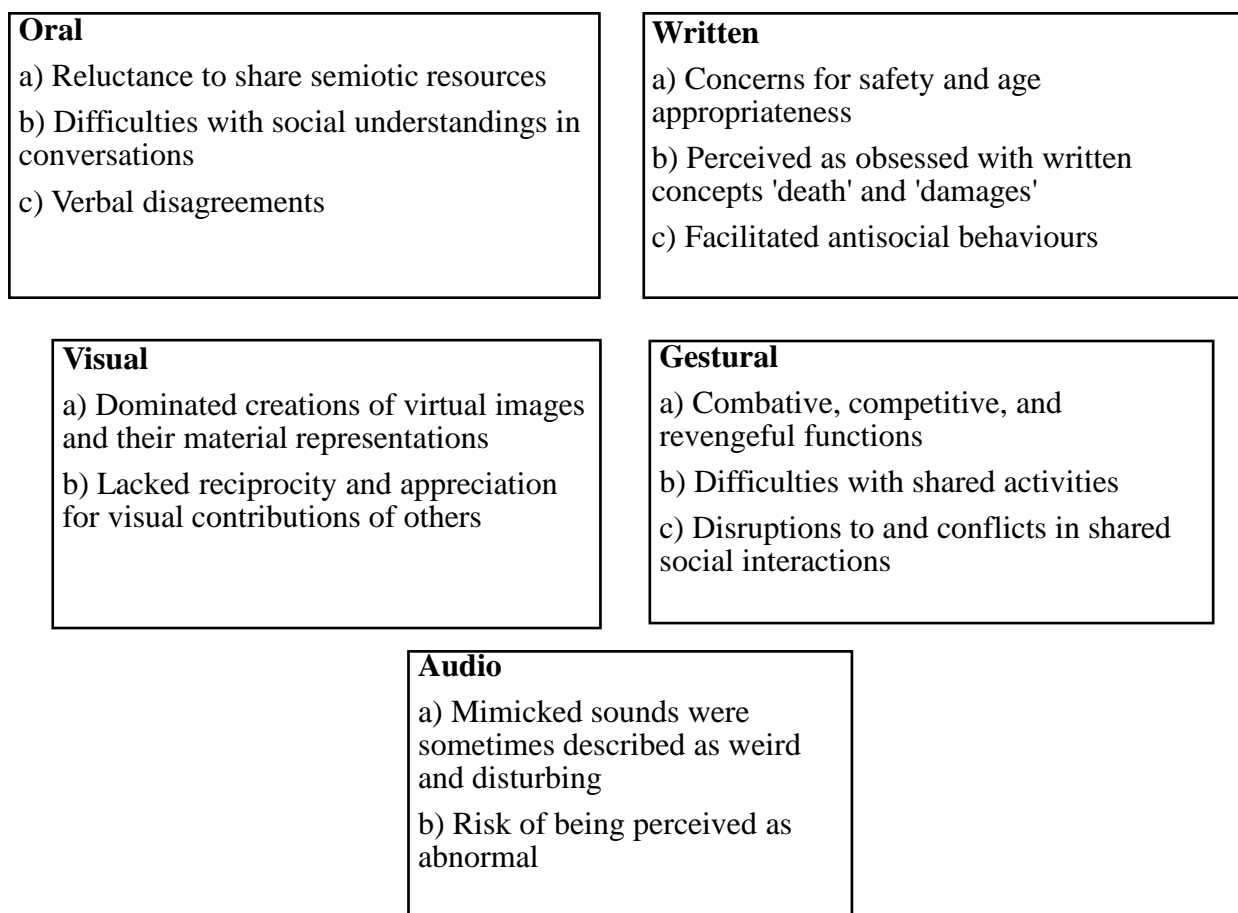 Oral
a) Reluctance to share semiotic resources
b) Difficulties with social understandings in
conversations
c) Verbal disagreements
Written
a) Concerns for safety and age
appropriateness
b) Perceived as obsessed with written
concepts 'death' and 'damages'
c) Facilitated antisocial behaviours
Visual
a) Dominated creations of virtual images
and their material representations
b) Lacked reciprocity and appreciation
for visual contributions of others
Gestural
a) Combative, competitive, and
revengeful functions
b) Difficulties with shared activities
c) Disruptions to and conflicts in shared
social interactions
Audio
a) Mimicked sounds were
sometimes described as weird
and disturbing
b) Risk of being perceived as
abnormal